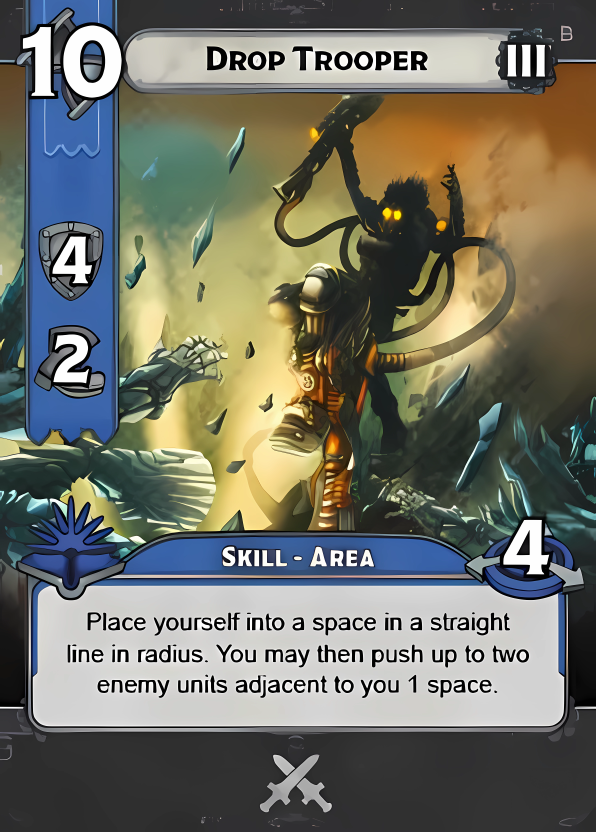 10
DROP TROOPER
III
B
4
2
SKILL - AREA
4
Place yourself into a space in a straight
line in radius. You may then push up to two
enemy units adjacent to you 1 space.